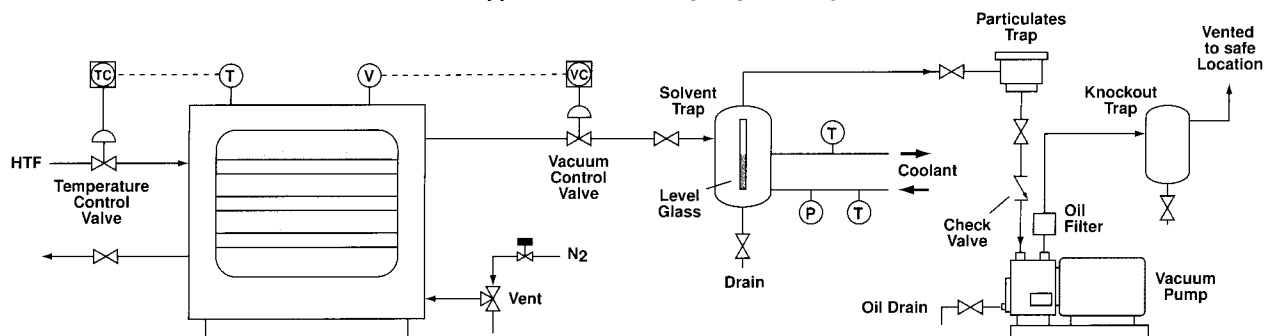 Particulates
Trap
Vented
to safe
Location
TC
T
V
VC
Solvent
Trap
Knockout
Trap
HTF
Temperature
Control
Valve
Vacuum
Control
Valve
T
Coolant
Level
Glass
P
T
Check
Valve
Oil
Filter
N2
Vent
Drain
Oil Drain
Vacuum
Pump